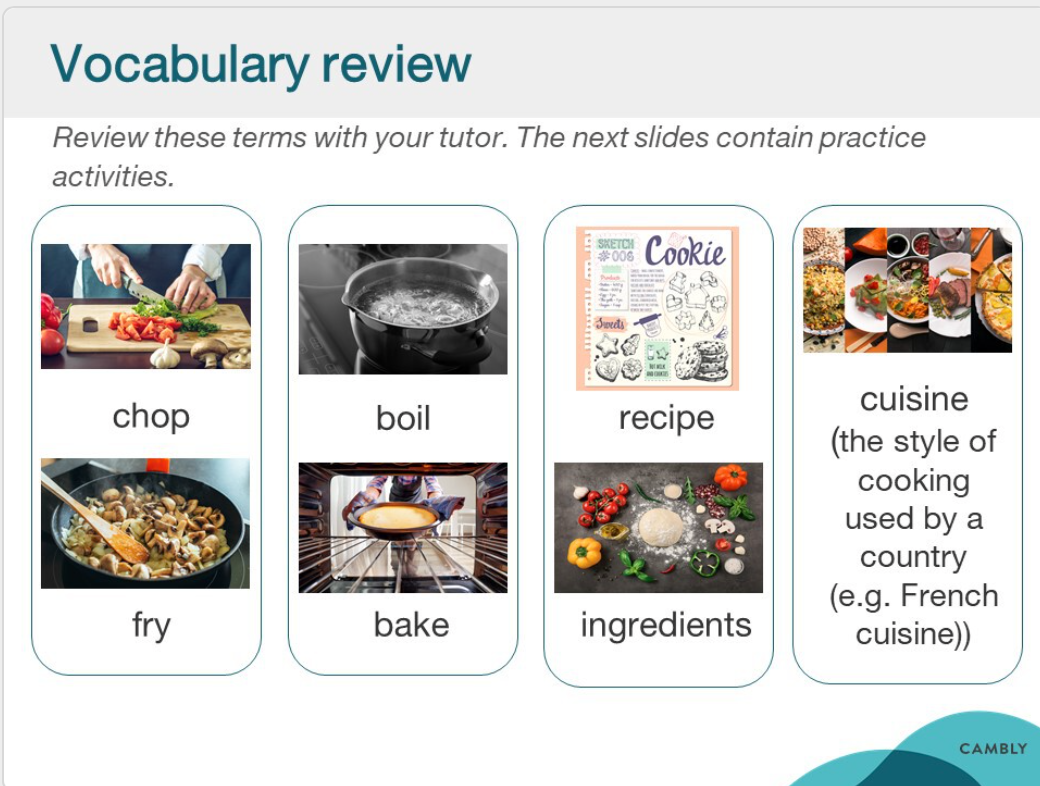 Vocabulary review
Review these terms with your tutor. The next slides contain practice
activities.
chop
fry
boil
bake
SKETCH
#006
Cookie
Sweets
recipe
ingredients
cuisine
(the style of
cooking
used by a
country
(e.g. French
cuisine))
CAMBLY